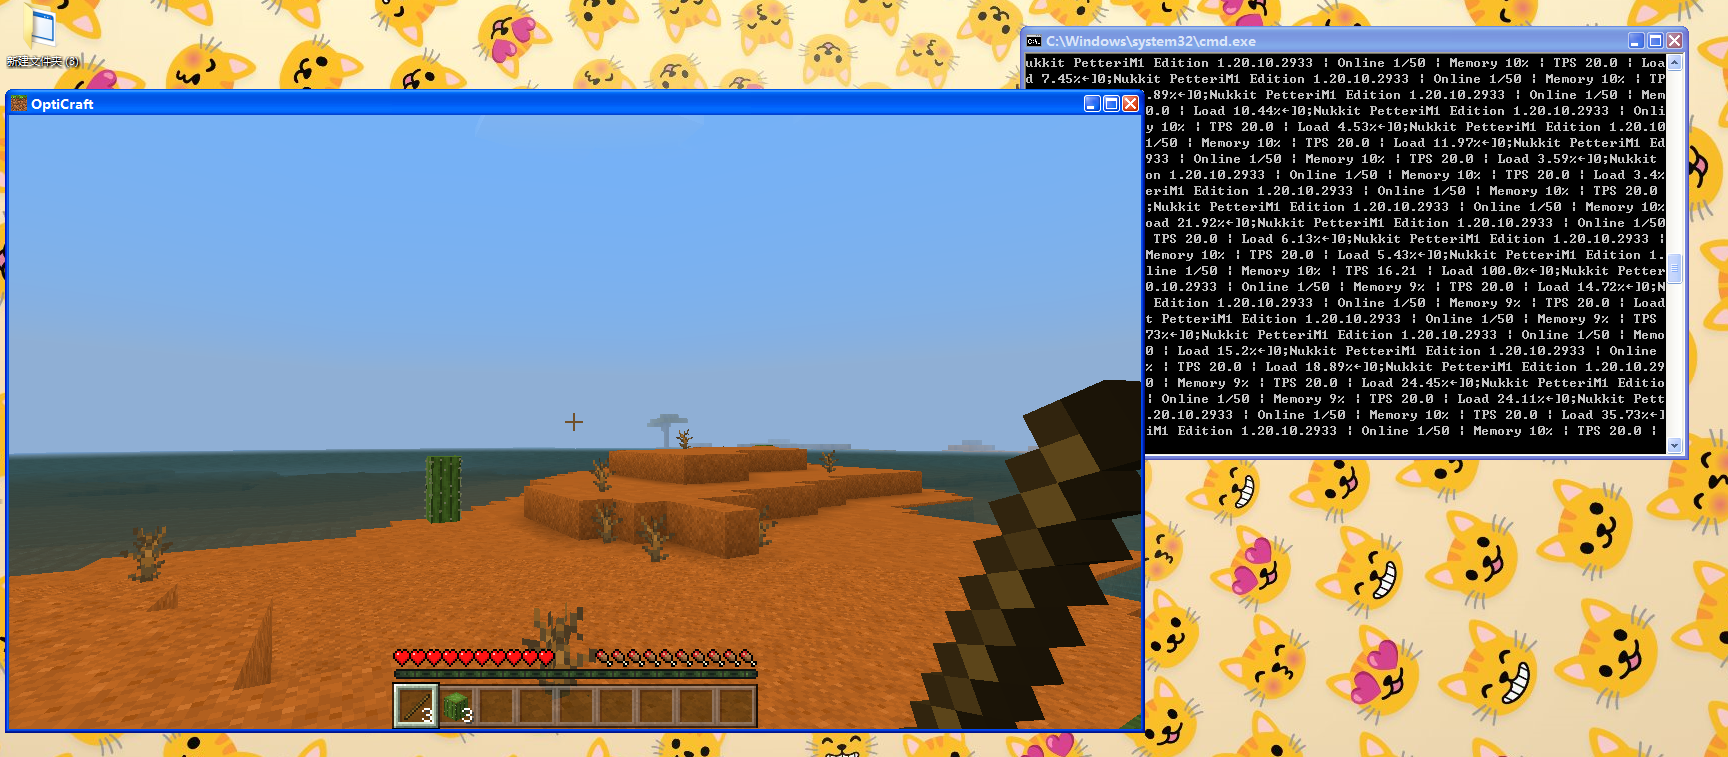 新建文件夹 (3)
C:\Windows\system32\cmd.exe
ukkit PetteriM1 Edition 1.20.10.2933 | Online 1/50 | Memory 10% | TPS 20.0 | Loa
d 7.45%←]0;Nukkit PetteriM1 Edition 1.20.10.2933 | Online 1/50 | Memory 10% | TP
.89%←]0;Nukkit PetteriM1 Edition 1.20.10.2933 | Online 1/50 | Mem
0.0 | Load 10.44%←]0;Nukkit PetteriM1 Edition 1.20.10.2933 | Onli
y 10% | TPS 20.0 | Load 4.53%←]0;Nukkit PetteriM1 Edition 1.20.10
1/50 | Memory 10% | TPS 20.0 | Load 11.97%←]0;Nukkit PetteriM1 Ed
933 | Online 1/50 | Memory 10% | TPS 20.0 | Load 3.59%←]0;Nukkit
on 1.20.10.2933 | Online 1/50 | Memory 10% | TPS 20.0 | Load 3.4%
eriM1 Edition 1.20.10.2933 | Online 1/50 | Memory 10% | TPS 20.0
;Nukkit PetteriM1 Edition 1.20.10.2933 | Online 1/50 | Memory 10%
oad 21.92%←]0;Nukkit PetteriM1 Edition 1.20.10.2933 | Online 1/50
TPS 20.0 | Load 6.13%←]0;Nukkit PetteriM1 Edition 1.20.10.2933 |
Memory 10% | TPS 20.0 | Load 5.43%←]0;Nukkit PetteriM1 Edition 1.
line 1/50 | Memory 10% | TPS 16.21 | Load 100.0%←]0;Nukkit Petter
0.10.2933 | Online 1/50 | Memory 9% | TPS 20.0 | Load 14.72%←]0;N
Edition 1.20.10.2933 | Online 1/50 | Memory 9% | TPS 20.0 | Load
t PetteriM1 Edition 1.20.10.2933 | Online 1/50 | Memory 9% | TPS
73%←]0;Nukkit PetteriM1 Edition 1.20.10.2933 | Online 1/50 | Memo
0 | Load 15.2%←]0;Nukkit PetteriM1 Edition 1.20.10.2933 | Online
% | TPS 20.0 | Load 18.89%←]0;Nukkit PetteriM1 Edition 1.20.10.29
0 | Memory 9% | TPS 20.0 | Load 24.45%←]0;Nukkit PetteriM1 Editio
| Online 1/50 | Memory 9% | TPS 20.0 | Load 24.11%←]0;Nukkit Pett
.20.10.2933 | Online 1/50 | Memory 10% | TPS 20.0 | Load 35.73%←]
iM1 Edition 1.20.10.2933 | Online 1/50 | Memory 10% | TPS 20.0 |
OptiCraft
3
3